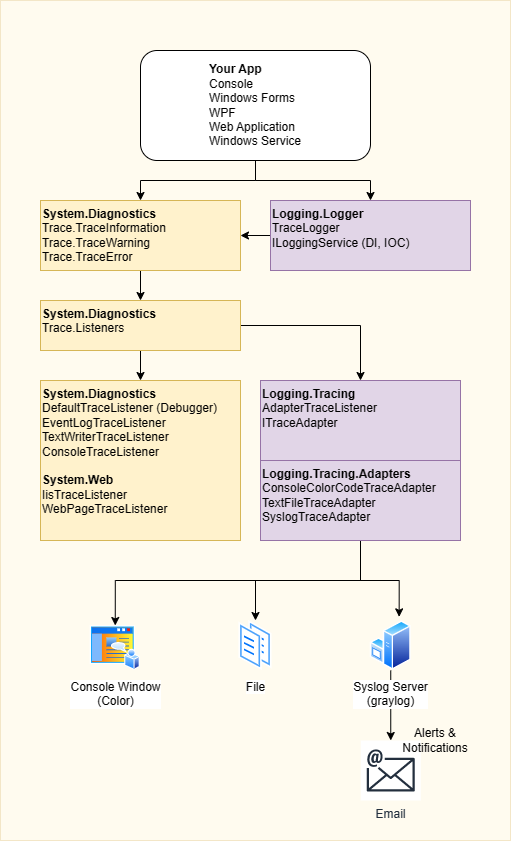 Your App
Console
Windows Forms
WPF
Web Application
Windows Service
System.Diagnostics
Trace.TraceInformation
Trace.TraceWarning
Trace.TraceError
Logging.Logger
TraceLogger
ILoggingService (DI, IOC)
System.Diagnostics
Trace.Listeners
System.Diagnostics
DefaultTraceListener (Debugger)
EventLogTraceListener
TextWriterTraceListener
ConsoleTraceListener
System.Web
IisTraceListener
WebPageTraceListener
Logging.Tracing
AdapterTraceListener
ITraceAdapter
Logging.Tracing.Adapters
ConsoleColorCodeTraceAdapter
TextFileTraceAdapter
SyslogTraceAdapter
Console Window
(Color)
File
Syslog Server
(graylog)
Alerts &
Notifications
@
Email